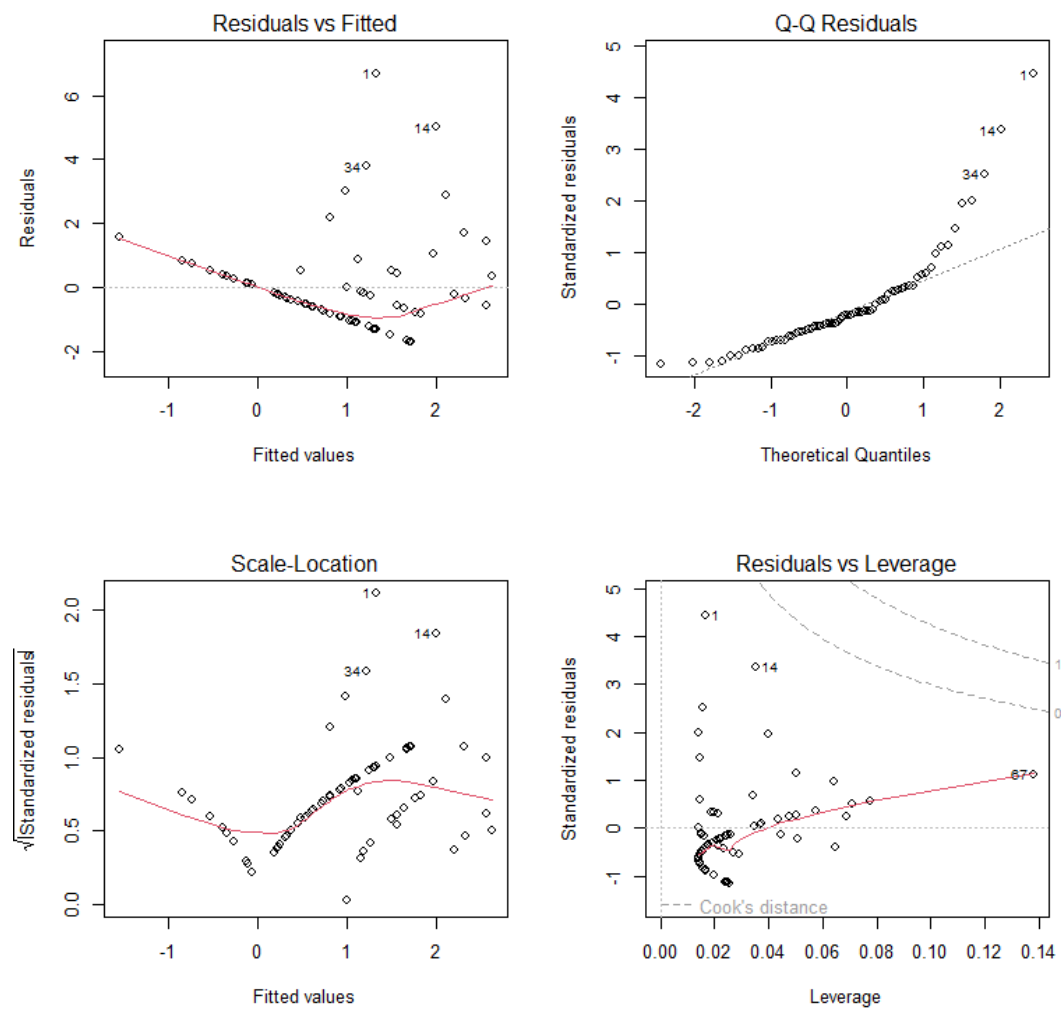 Residuals vs Fitted
Residuals
6
4
2
0
-2
1
14
34
-1 0 1 2
Fitted values
Q-Q Residuals
Standardized residuals
5
4
3
2
1
0
-1
1
14
34
-2 -1 0 1 2
Theoretical Quantiles
Scale-Location
√|Standardized residuals|
2.0
1.5
1.0
0.5
0.0
1
14
34
-1 0 1 2
Fitted values
Residuals vs Leverage
Standardized residuals
5
4
3
2
1
0
-1
1
14
67
1
0
Cook's distance
0.00 0.02 0.04 0.06 0.08 0.10 0.12 0.14
Leverage